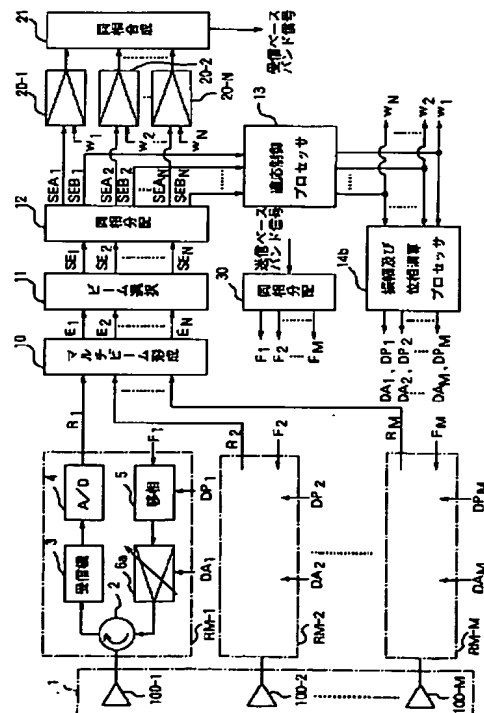 1
100-1
100-2
100-M
2
3
受信機
4
A/D
5
移相
6a
RM-1
RM-2
RM-M
DA1
DP1
DA2
DP2
DAM
DPM
R1
R2
RM
F1
F2
FM
10
マルチビーム形成
E1
E2
EN
11
ビーム選択
SE1
SE2
SEN
12
同相分配
SEA1
SEB1
SEA2
SEB2
SEAN
SEBN
w1
w2
wN
20-1
20-2
20-N
21
同相合成
受信ベース
バンド信号
13
適応制御
プロセッサ
送信ベース
バンド信号
30
同相分配
F1
F2
FM
14b
振幅及び
位相演算
プロセッサ
wN
w2
w1
DA1、DP1
DA2、DP2
DAM、DPM